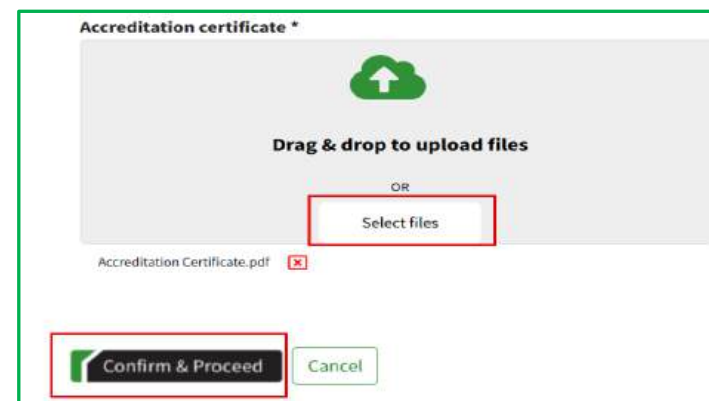 Accreditation certificate *
Drag & drop to upload files
OR
Select files
Accreditation Certificate.pdf
Confirm & Proceed
Cancel